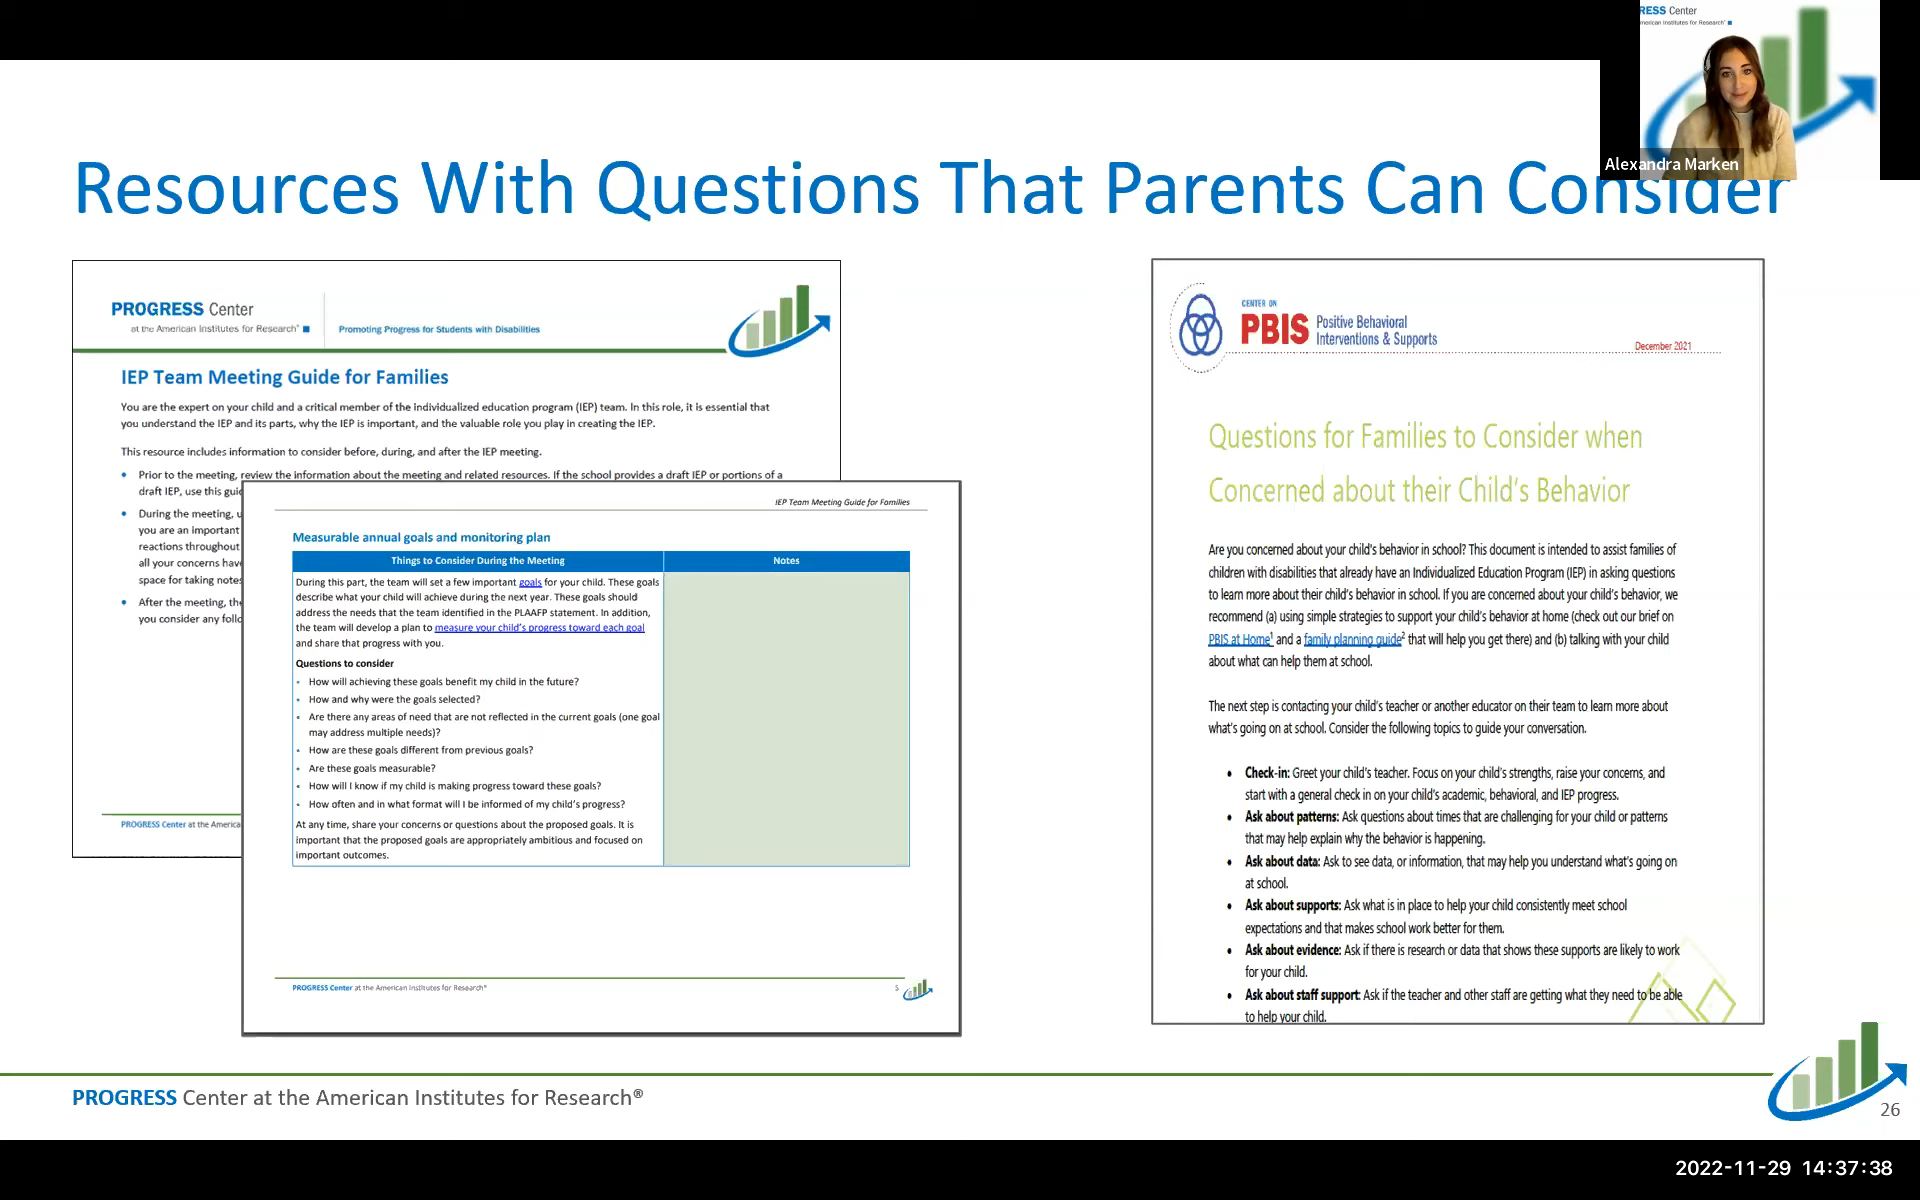 RESS Center
merican Institutes for Research®
Alexandra Marken
Resources With Questions That Parents Can Consider
PROGRESS Center
at the American Institutes for Research®
Promoting Progress for Students with Disabilities
IEP Team Meeting Guide for Families
You are the expert on your child and a critical member of the individualized education program (IEP) team. In this role, it is essential that
you understand the IEP and its parts, why the IEP is important, and the valuable role you play in creating the IEP.
This resource includes information to consider before, during, and after the IEP meeting.
• Prior to the meeting, review the information about the meeting and related resources. If the school provides a draft IEP or portions of a
draft IEP, use this guid
• During the meeting, u
you are an important
reactions throughout
all your concerns have
space for taking notes
• After the meeting, the
you consider any follo
PROGRESS Center at the America
IEP Team Meeting Guide for Families
Measurable annual goals and monitoring plan
Things to Consider During the Meeting
Notes
During this part, the team will set a few important goals for your child. These goals
describe what your child will achieve during the next year. These goals should
address the needs that the team identified in the PLAAFP statement. In addition,
the team will develop a plan to measure your child's progress toward each goal
and share that progress with you.
Questions to consider
• How will achieving these goals benefit my child in the future?
• How and why were the goals selected?
• Are there any areas of need that are not reflected in the current goals (one goal
may address multiple needs)?
• How are these goals different from previous goals?
• Are these goals measurable?
• How will I know if my child is making progress toward these goals?
• How often and in what format will I be informed of my child's progress?
At any time, share your concerns or questions about the proposed goals. It is
important that the proposed goals are appropriately ambitious and focused on
important outcomes.
PROGRESS Center at the American Institutes for Research®
5
CENTER ON
PBIS Positive Behavioral
Interventions & Supports
December 2021
Questions for Families to Consider when
Concerned about their Child's Behavior
Are you concerned about your child's behavior in school? This document is intended to assist families of
children with disabilities that already have an Individualized Education Program (IEP) in asking questions
to learn more about their child's behavior in school. If you are concerned about your child's behavior, we
recommend (a) using simple strategies to support your child's behavior at home (check out our brief on
PBIS at Home¹ and a family planning guide² that will help you get there) and (b) talking with your child
about what can help them at school.
The next step is contacting your child's teacher or another educator on their team to learn more about
what's going on at school. Consider the following topics to guide your conversation.
• Check-in: Greet your child's teacher. Focus on your child's strengths, raise your concerns, and
start with a general check in on your child's academic, behavioral, and IEP progress.
• Ask about patterns: Ask questions about times that are challenging for your child or patterns
that may help explain why the behavior is happening.
• Ask about data: Ask to see data, or information, that may help you understand what's going on
at school.
• Ask about supports: Ask what is in place to help your child consistently meet school
expectations and that makes school work better for them.
• Ask about evidence: Ask if there is research or data that shows these supports are likely to work
for your child.
• Ask about staff support: Ask if the teacher and other staff are getting what they need to be able
to help your child.
PROGRESS Center at the American Institutes for Research®
26
2022-11-29 14:37:38